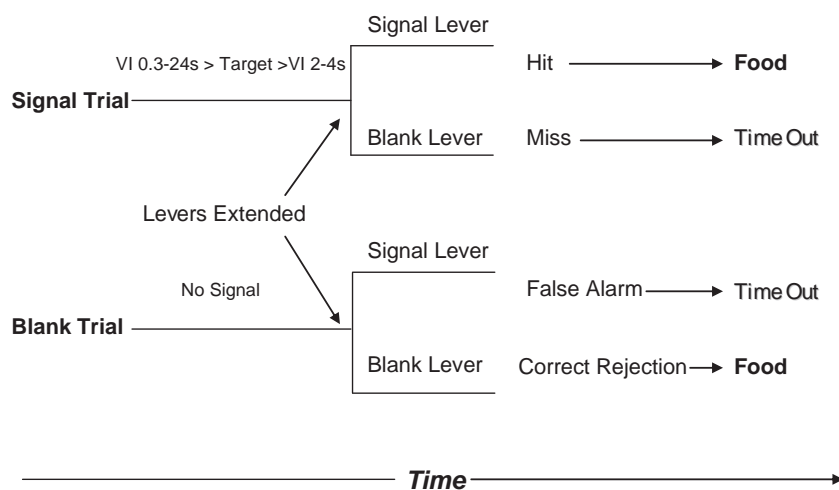 Signal Lever
VI 0.3-24s > Target >VI 2-4s
Hit
Food
Signal Trial
Blank Lever
Miss
Time Out
Levers Extended
Signal Lever
No Signal
False Alarm
Time Out
Blank Trial
Blank Lever
Correct Rejection
Food
Time